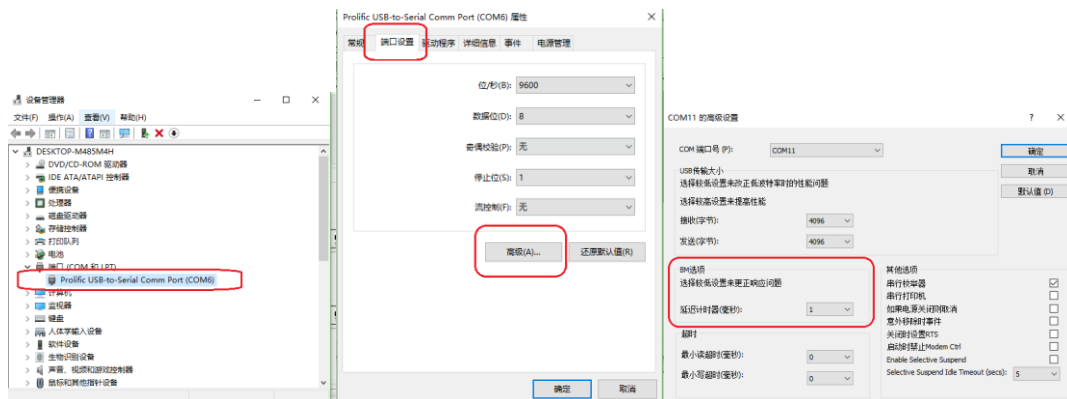 设备管理器
文件(F) 操作(A) 查看(V) 帮助(H)
DESKTOP-M485M4H
DVD/CD-ROM 驱动器
IDE ATA/ATAPI 控制器
便携设备
处理器
磁盘驱动器
存储控制器
打印队列
电池
端口 (COM 和 LPT)
Prolific USB-to-Serial Comm Port (COM6)
计算机
监视器
键盘
人体学输入设备
软件设备
生物识别设备
声音、视频和游戏控制器
鼠标和其他指针设备
Prolific USB-to-Serial Comm Port (COM6) 属性
常规 端口设置 驱动程序 详细信息 事件 电源管理
位/秒(B): 9600
数据位(D): 8
奇偶校验(P): 无
停止位(S): 1
流控制(F): 无
高级(A)... 还原默认值(R)
确定 取消
COM11 的高级设置
COM 端口号 (P): COM11
确定
取消
默认值 (D)
USB传输大小
选择较低设置来改正低波特率时的性能问题
选择较高设置来提高性能
接收(字节): 4096
发送(字节): 4096
BM选项
选择较低设置来更正响应问题
延迟计时器(毫秒): 1
超时
最小读超时(毫秒): 0
最小写超时(毫秒): 0
其他选项
串行枚举器
串行打印机
如果电源关闭则取消
意外移除时事件
关闭时设置RTS
启动时禁止Modem Ctrl
Enable Selective Suspend
Selective Suspend Idle Timeout (secs): 5